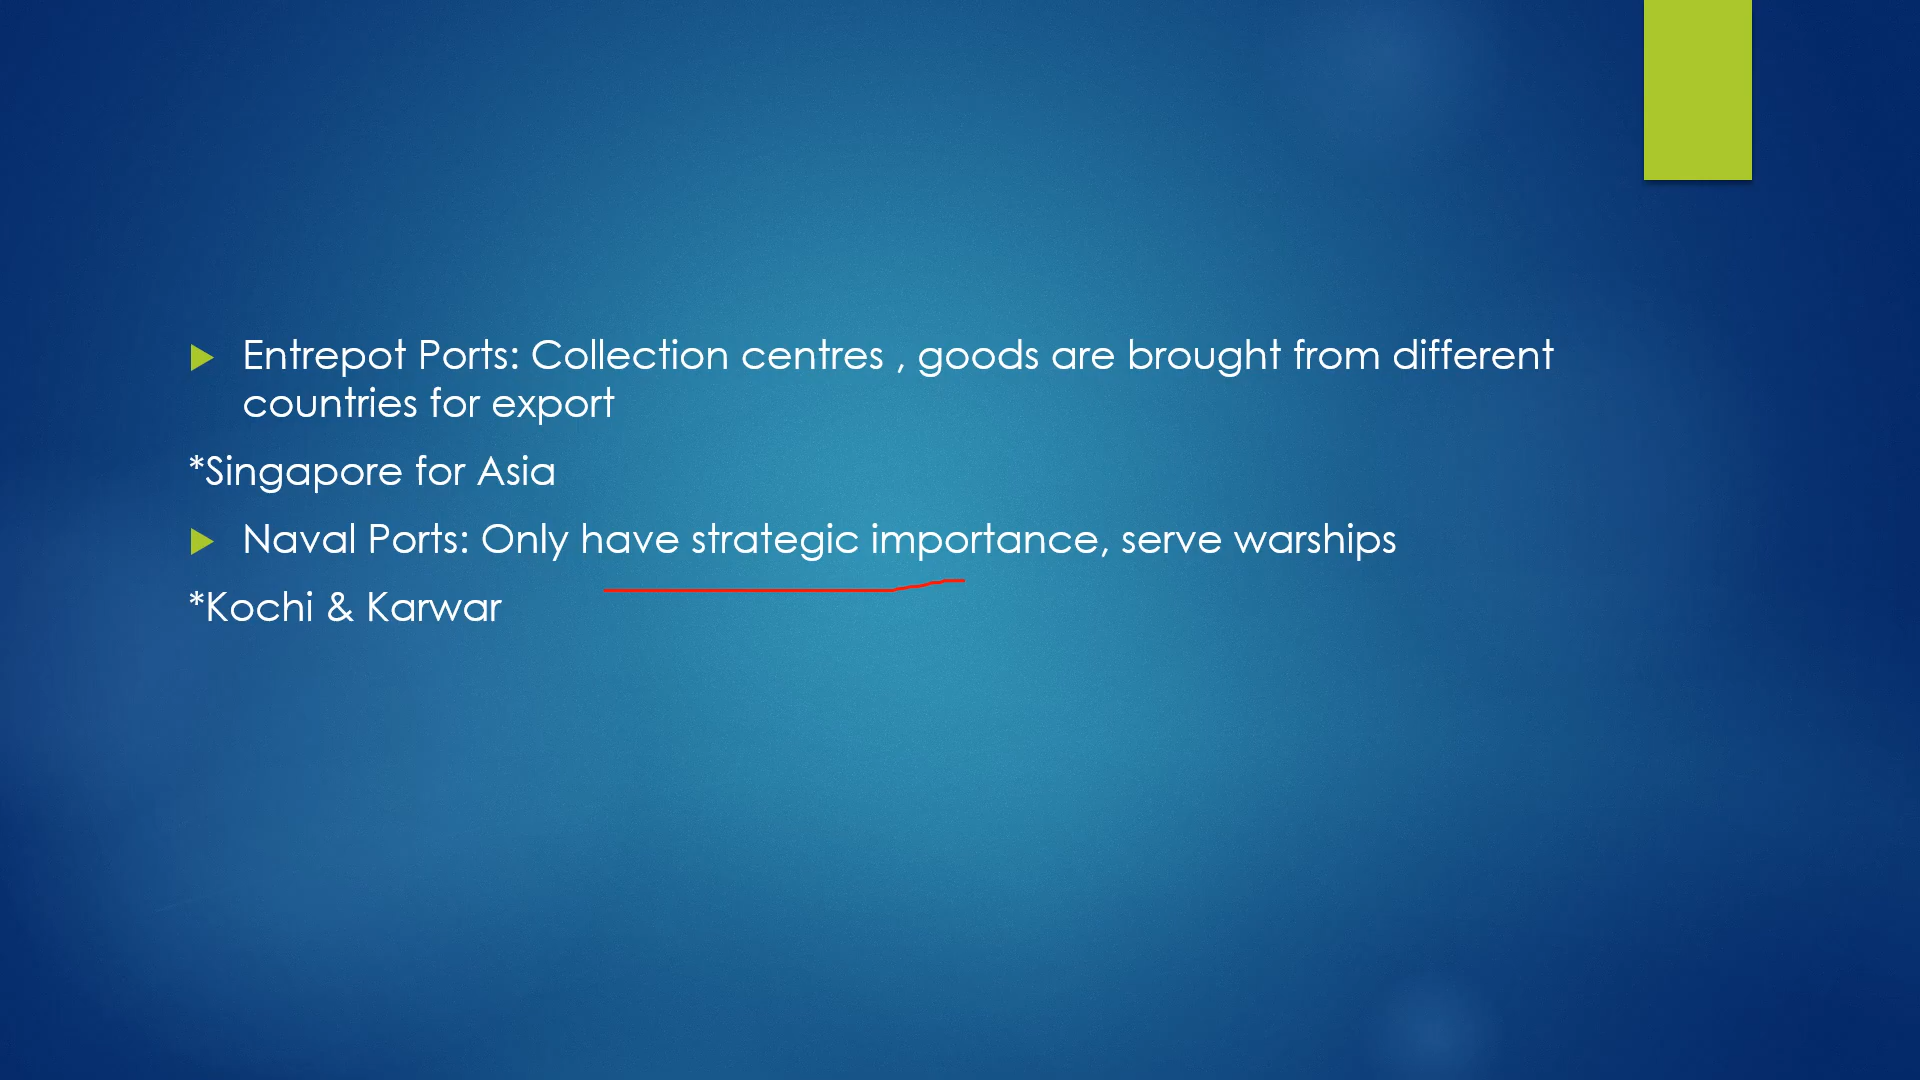 Entrepot Ports: Collection centres , goods are brought from different
countries for export
*Singapore for Asia
Naval Ports: Only have strategic importance, serve warships
*Kochi & Karwar